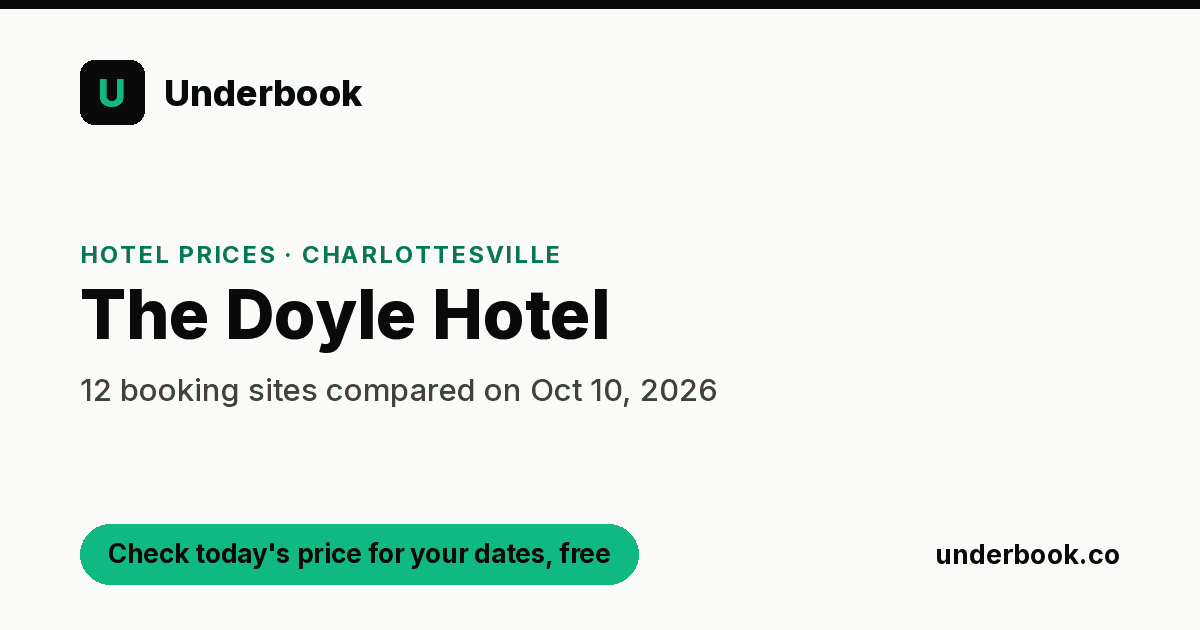 U Underbook
HOTEL PRICES · CHARLOTTESVILLE
The Doyle Hotel
12 booking sites compared on Oct 10, 2026
Check today's price for your dates, free
underbook.co